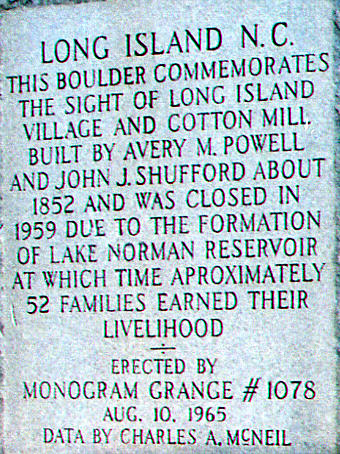 LONG ISLAND N.C.
THIS BOULDER COMMEMORATES
THE SIGHT OF LONG ISLAND
VILLAGE AND COTTON MILL.
BUILT BY AVERY M. POWELL
AND JOHN J. SHUFFORD ABOUT
1852 AND WAS CLOSED IN
1959 DUE TO THE FORMATION
OF LAKE NORMAN RESERVOIR
AT WHICH TIME APROXIMATELY
52 FAMILIES EARNED THEIR
LIVELIHOOD
ERECTED BY
MONOGRAM GRANGE # 1078
AUG. 10, 1965
DATA BY CHARLES A. MCNEIL